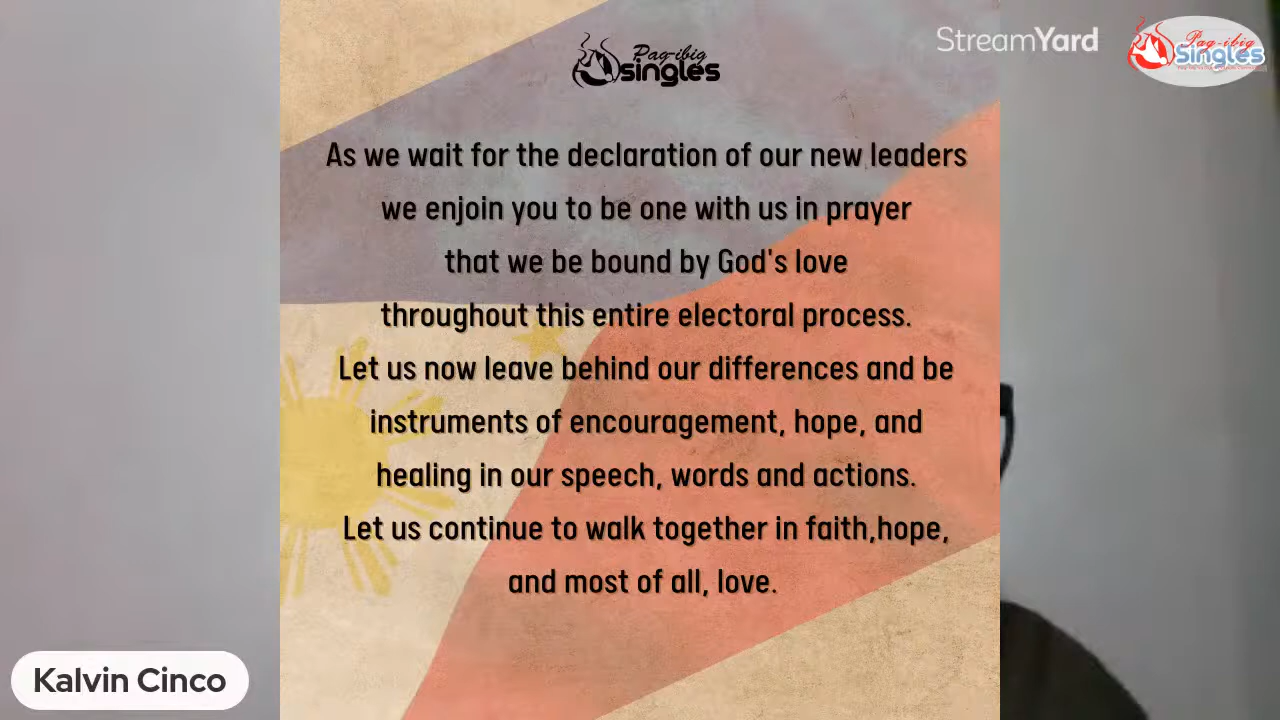 StreamYard
Pag-ibig
Singles
Pag-ibig
singles
As we wait for the declaration of our new leaders
we enjoin you to be one with us in prayer
that we be bound by God's love
throughout this entire electoral process.
Let us now leave behind our differences and be
instruments of encouragement, hope, and
healing in our speech, words and actions.
Let us continue to walk together in faith,hope,
and most of all, love.
Kalvin Cinco